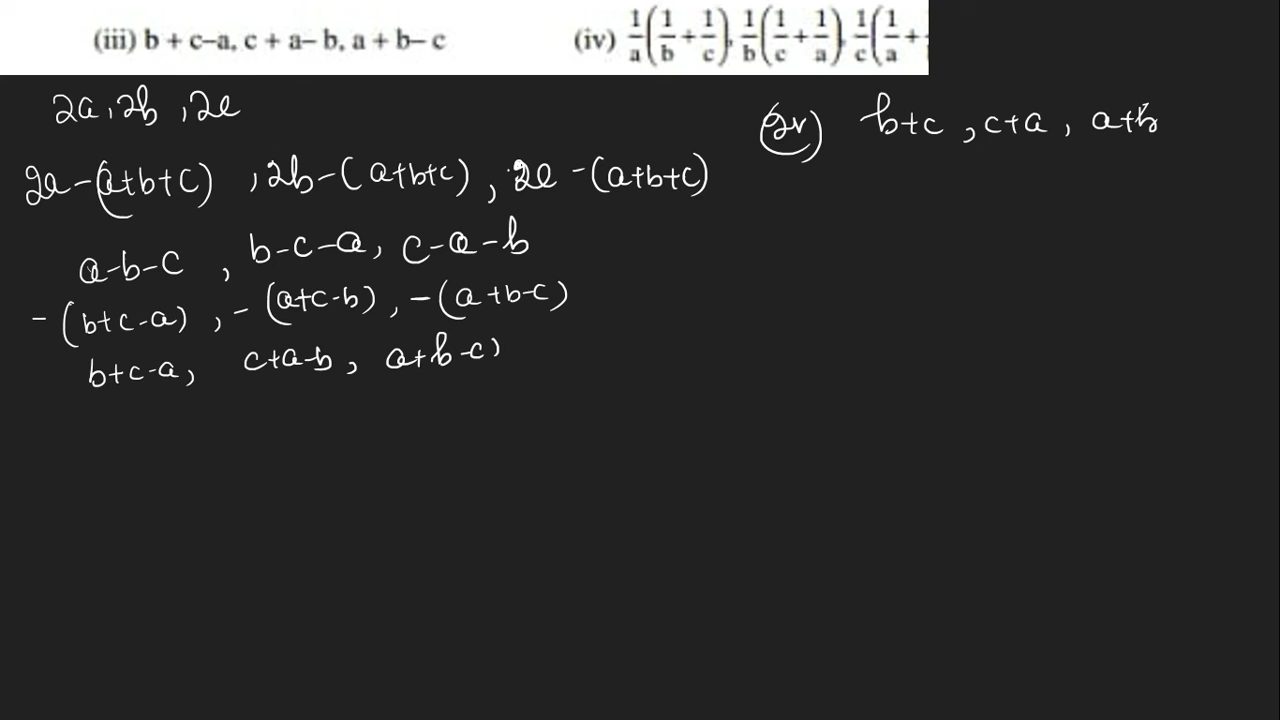 (iii) b + c–a, c + a– b, a + b– c
(iv) 1/a(1/b+1/c), 1/b(1/c+1/a), 1/c(1/a+
2a, 2b, 2c
2a-(a+b+c), 2b-(a+b+c), 2c-(a+b+c)
a-b-c, b-c-a, c-a-b
-(b+c-a), -(a+c-b), -(a+b-c)
b+c-a, c+a-b, a+b-c
(iv) b+c, c+a, a+b